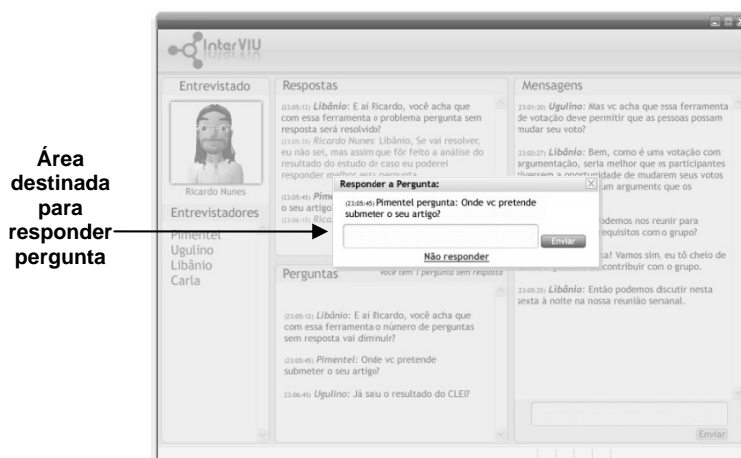 InterVIU
Área
destinada
para
responder
pergunta
Entrevistado
Ricardo Nunes
Entrevistadores
Pimentel
Ugulino
Libânio
Carla
Respostas
(23:05:12) Libânio: E aí Ricardo, você acha que
com essa ferramenta o problema pergunta sem
resposta será resolvido?
(23:05:35) Ricardo Nunes: Libânio, Se vai resolver,
eu não sei, mas assim que fôr feito a análise do
resultado do estudo de caso eu poderei
responder melhor essa pergunta.
(23:05:45) Pime
o seu artigo?
(23:06:15) Rica
Responder a Pergunta:
(23:05:45) Pimentel pergunta: Onde vc pretende
submeter o seu artigo?
Enviar
Não responder
Perguntas
você tem 1 pergunta sem resposta
(23:05:12) Libânio: E aí Ricardo, você acha que
com essa ferramenta o número de perguntas
sem resposta vai diminuir?
(23:05:45) Pimentel: Onde vc pretende
submeter o seu artigo?
(23:06:45) Ugulino: Já saiu o resultado do CLEI?
Mensagens
(23:01:20) Ugulino: Mas vc acha que essa ferramenta
de votação deve permitir que as pessoas possam
mudar seu voto?
(23:02:27) Libânio: Bem, como é uma votação com
argumentação, seria melhor que os participantes
tivessem a oportunidade de mudarem seus votos
um argumento que os
podemos nos reunir para
requisitos com o grupo?
Vamos sim, eu tô cheio de
contribuir com o grupo.
(23:05:25) Libânio: Então podemos discutir nesta
sexta à noite na nossa reunião semanal.
Enviar